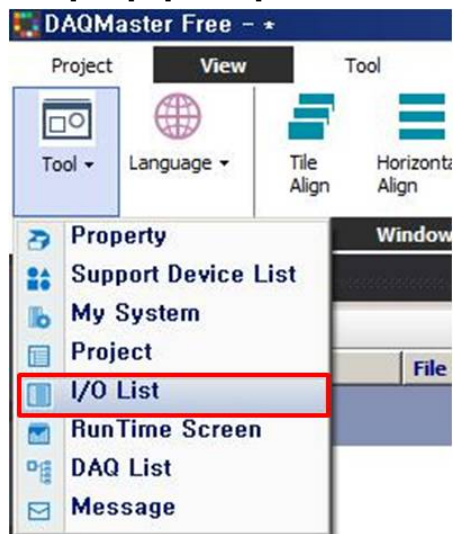 DAQMaster Free - *
Project View Tool
Tool Language Tile Align Horizonta Align
Property Window
Support Device List
My System
Project
File
I/O List
RunTime Screen
DAQ List
Message